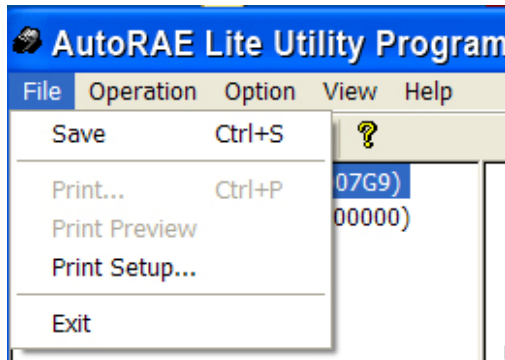 AutoRAE Lite Utility Program
File Operation Option View Help
Save Ctrl+S
Print... Ctrl+P
07G9)
Print Preview
00000)
Print Setup...
Exit